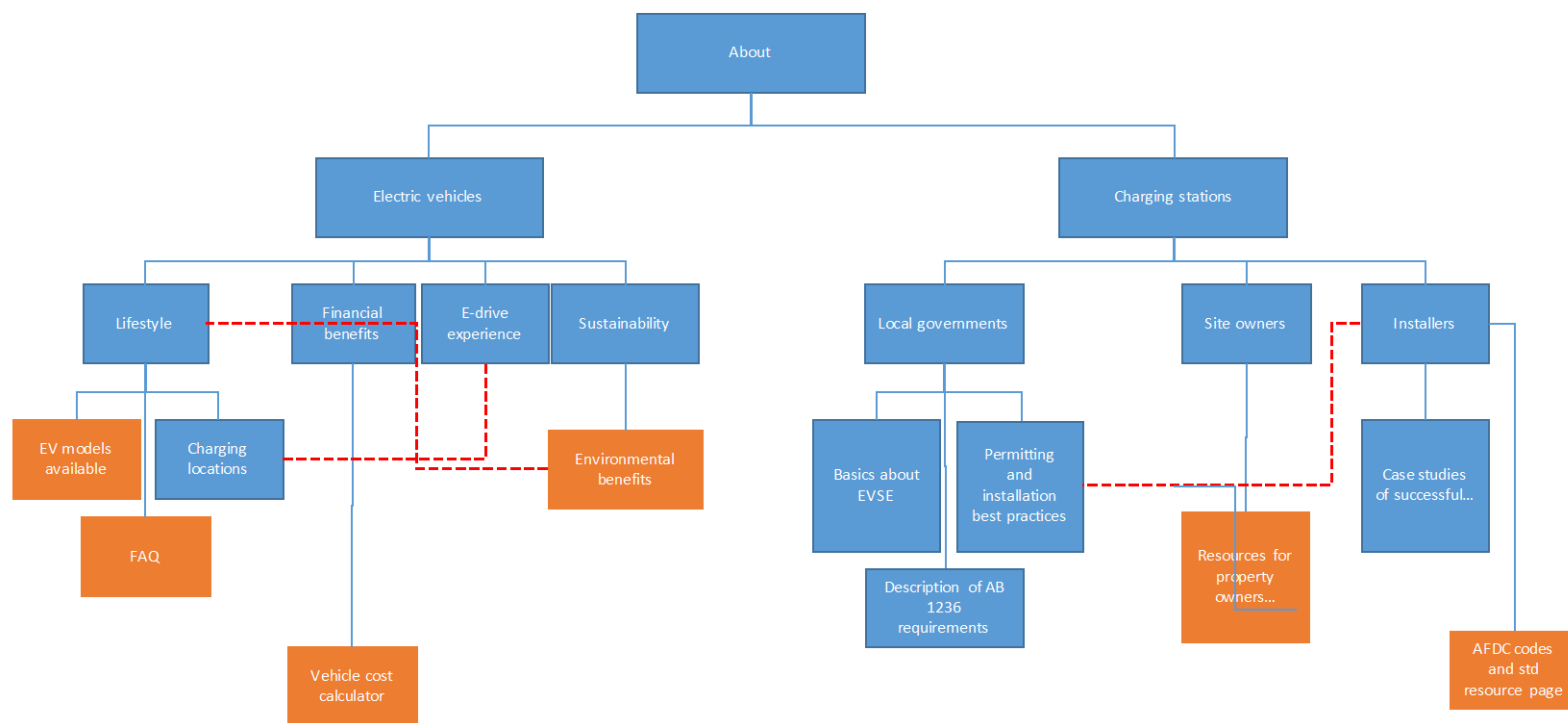 About
Electric vehicles
Charging stations
Lifestyle
Financial
benefits
E-drive
experience
Sustainability
Local governments
Site owners
Installers
EV models
available
Charging
locations
Environmental
benefits
Basics about
EVSE
Permitting
and
installation
best practices
Case studies
of successful…
FAQ
Resources for
property
owners…
Description of AB
1236
requirements
Vehicle cost
calculator
AFDC codes
and std
resource page